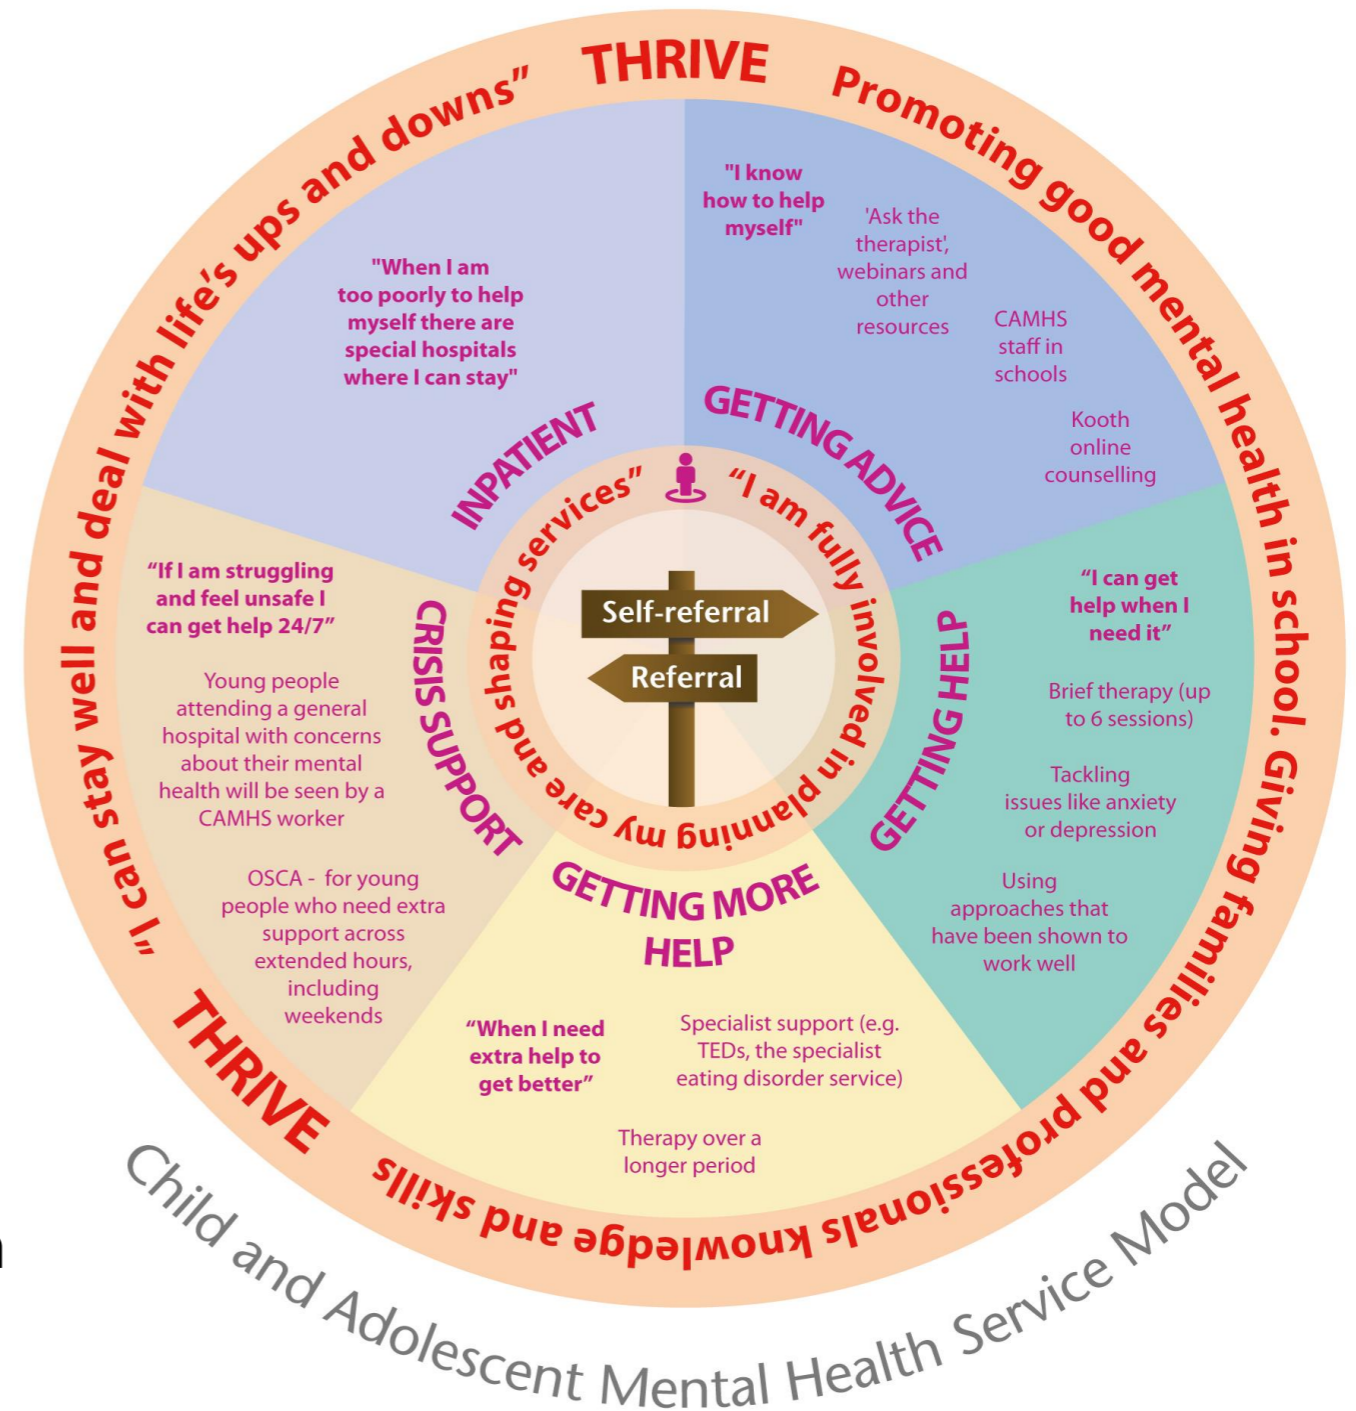 THRIVE
Promoting good mental health in school. Giving families and professionals knowledge and skills
THRIVE
“I can stay well and deal with life’s ups and downs”
"I know
how to help
myself"
'Ask the
therapist',
webinars and
other
resources
CAMHS
staff in
schools
Kooth
online
counselling
GETTING ADVICE
“I can get
help when I
need it”
Brief therapy (up
to 6 sessions)
Tackling
issues like anxiety
or depression
Using
approaches that
have been shown to
work well
GETTING HELP
GETTING MORE
HELP
“When I need
extra help to
get better”
Specialist support (e.g.
TEDs, the specialist
eating disorder service)
Therapy over a
longer period
CRISIS SUPPORT
“If I am struggling
and feel unsafe I
can get help 24/7”
Young people
attending a general
hospital with concerns
about their mental
health will be seen by a
CAMHS worker
OSCA - for young
people who need extra
support across
extended hours,
including
weekends
INPATIENT
"When I am
too poorly to help
myself there are
special hospitals
where I can stay"
“I am fully involved in planning my care and shaping services”
Self-referral
Referral
Child and Adolescent Mental Health Service Model